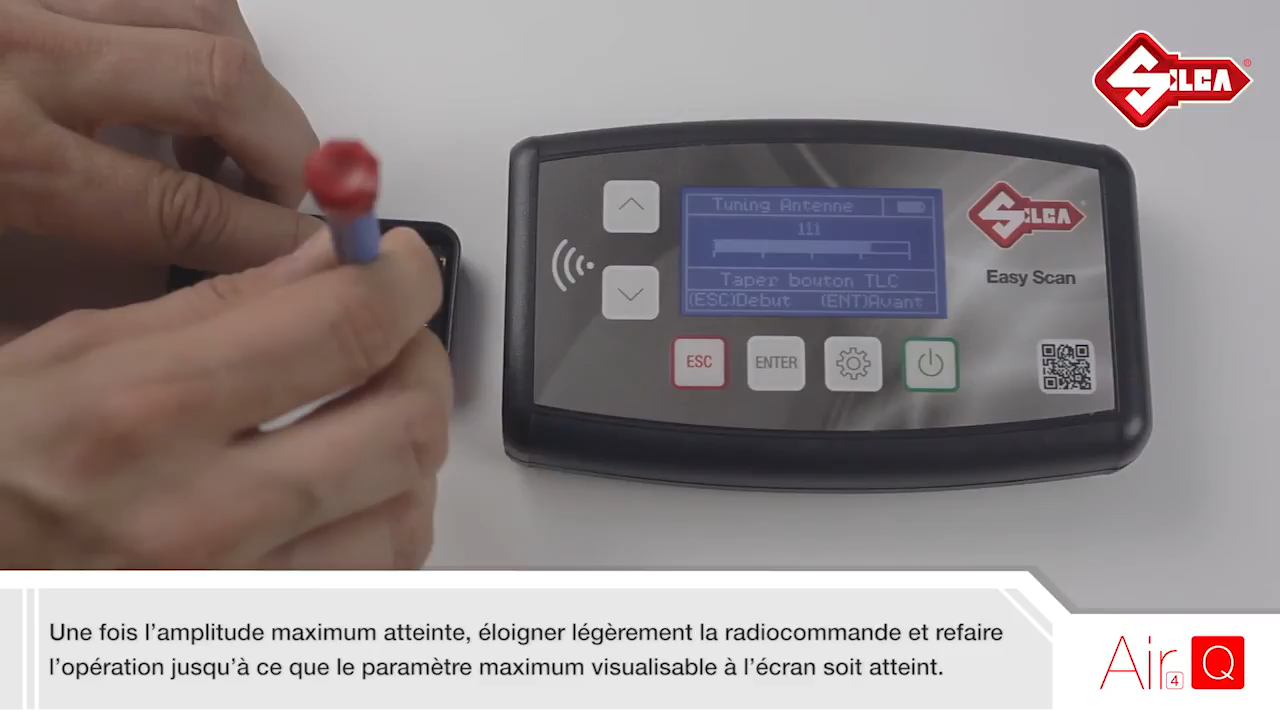 SILCA
Tuning Antenne
111
Taper bouton TLC
(ESC)Debut (ENT)Avant
SILCA
Easy Scan
ESC
ENTER
Une fois l’amplitude maximum atteinte, éloigner légèrement la radiocommande et refaire
l’opération jusqu’à ce que le paramètre maximum visualisable à l’écran soit atteint.
Air 4 Q